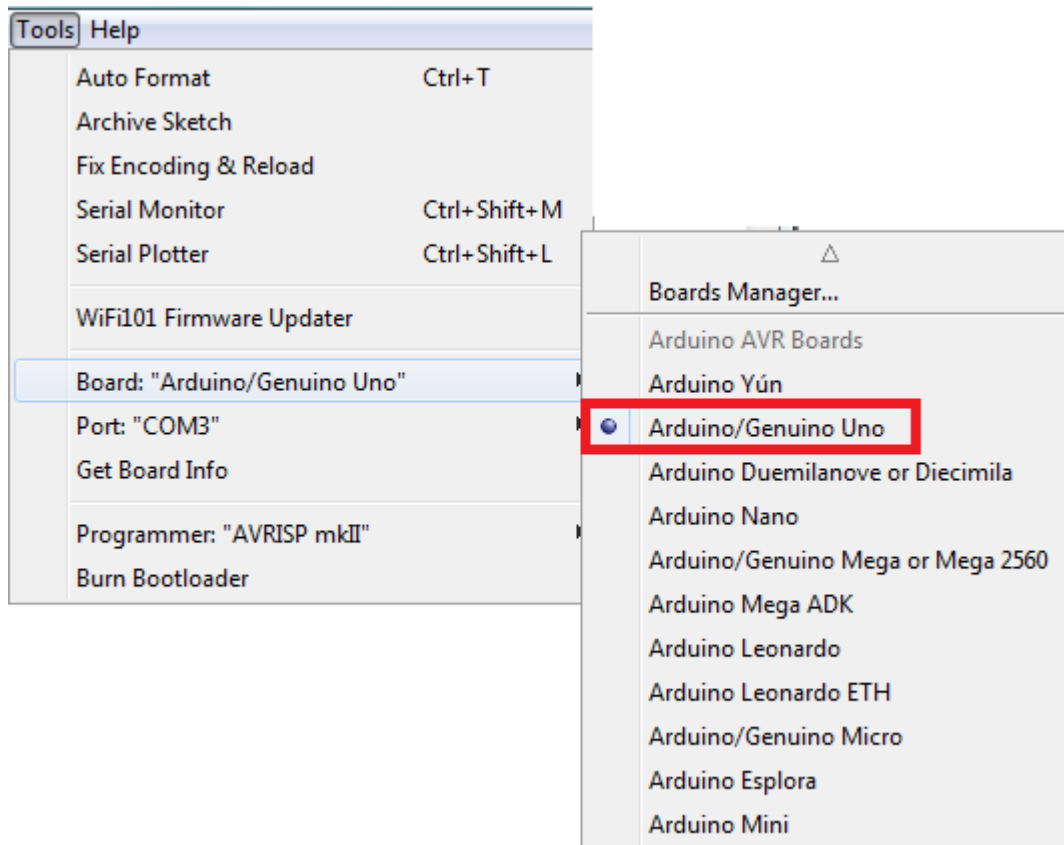 Tools Help
Auto Format Ctrl+T
Archive Sketch
Fix Encoding & Reload
Serial Monitor Ctrl+Shift+M
Serial Plotter Ctrl+Shift+L
WiFi101 Firmware Updater
Board: "Arduino/Genuino Uno"
Port: "COM3"
Get Board Info
Programmer: "AVRISP mkII"
Burn Bootloader
Boards Manager...
Arduino AVR Boards
Arduino Yún
Arduino/Genuino Uno
Arduino Duemilanove or Diecimila
Arduino Nano
Arduino/Genuino Mega or Mega 2560
Arduino Mega ADK
Arduino Leonardo
Arduino Leonardo ETH
Arduino/Genuino Micro
Arduino Esplora
Arduino Mini